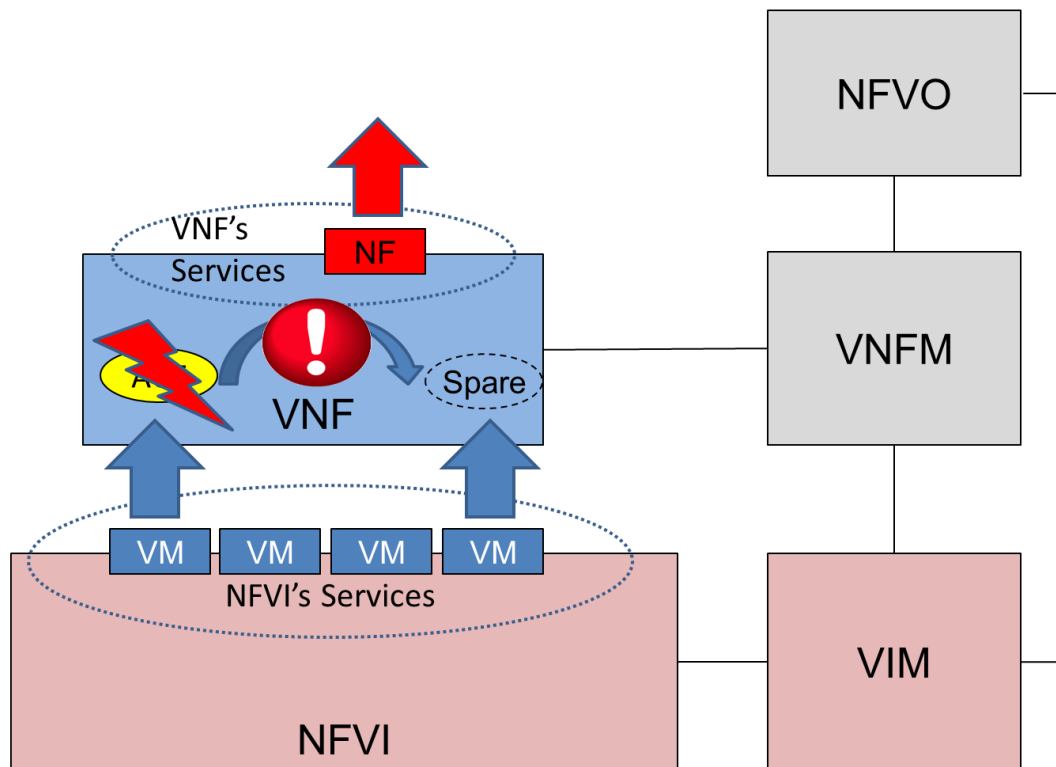 NFVO
VNF's
Services
NF
VNFM
Spare
VNF
VM
VM
VM
VM
NFVI's Services
VIM
NFVI